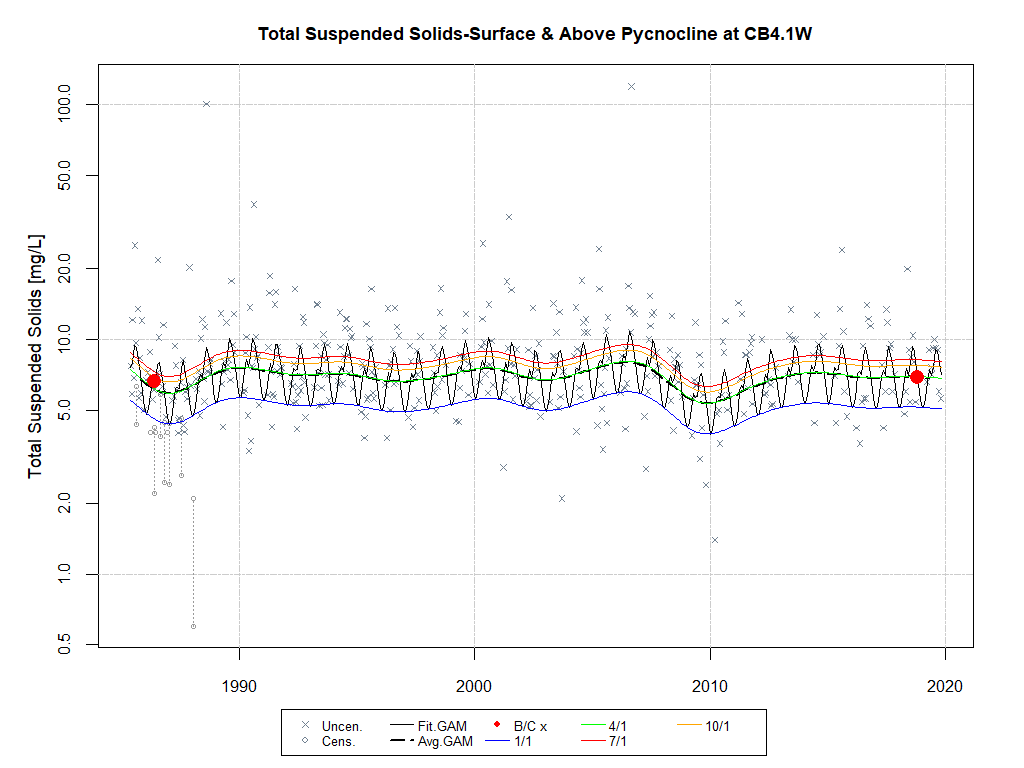 Total Suspended Solids-Surface & Above Pycnocline at CB4.1W
Total Suspended Solids [mg/L]
100.0
50.0
20.0
10.0
5.0
2.0
1.0
0.5
1990 2000 2010 2020
Uncen. Fit.GAM B/C x 4/1 10/1
Cens. Avg.GAM 1/1 7/1